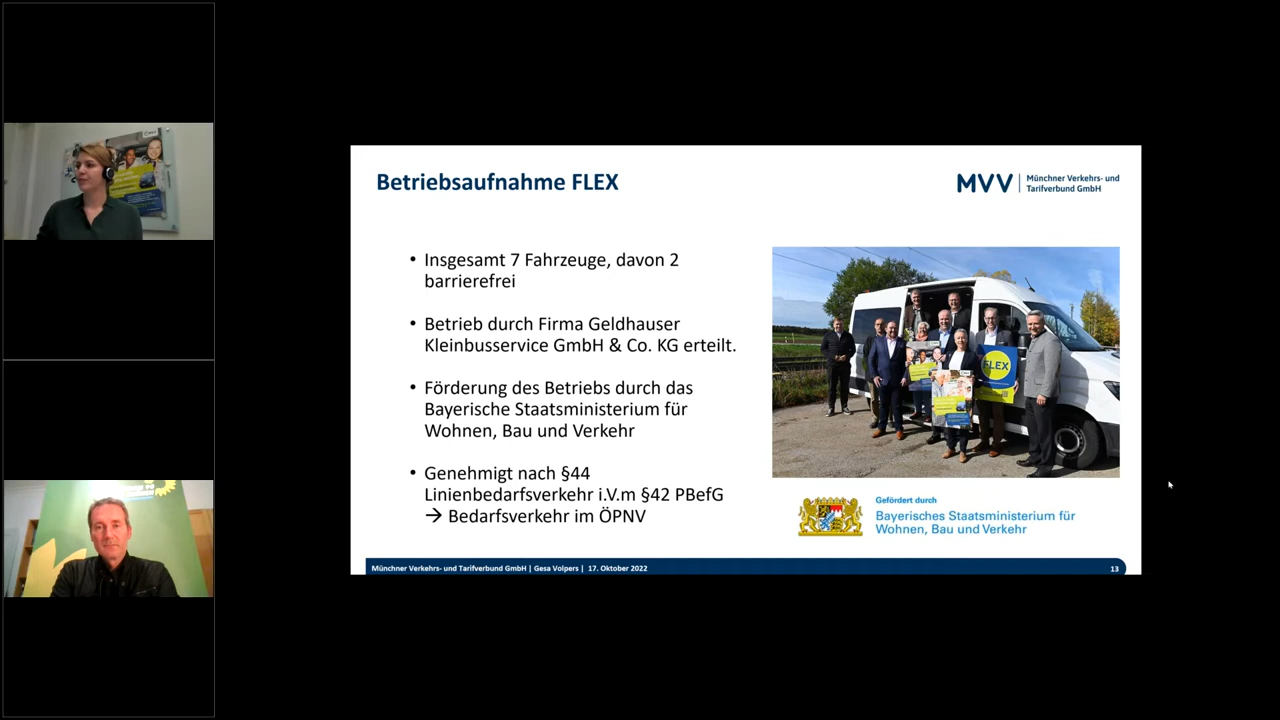 Betriebsaufnahme FLEX
MVV
Münchner Verkehrs- und
Tarifverbund GmbH
• Insgesamt 7 Fahrzeuge, davon 2
barrierefrei
• Betrieb durch Firma Geldhauser
Kleinbusservice GmbH & Co. KG erteilt.
• Förderung des Betriebs durch das
Bayerische Staatsministerium für
Wohnen, Bau und Verkehr
• Genehmigt nach §44
Linienbedarfsverkehr i.V.m §42 PBefG
→ Bedarfsverkehr im ÖPNV
FLEX
Gefördert durch
Bayerisches Staatsministerium für
Wohnen, Bau und Verkehr
Münchner Verkehrs- und Tarifverbund GmbH | Gesa Volpers | 17. Oktober 2022
13